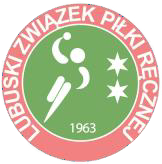 LUBUSKI ZWIĄZEK PIŁKI RĘCZNEJ
1963